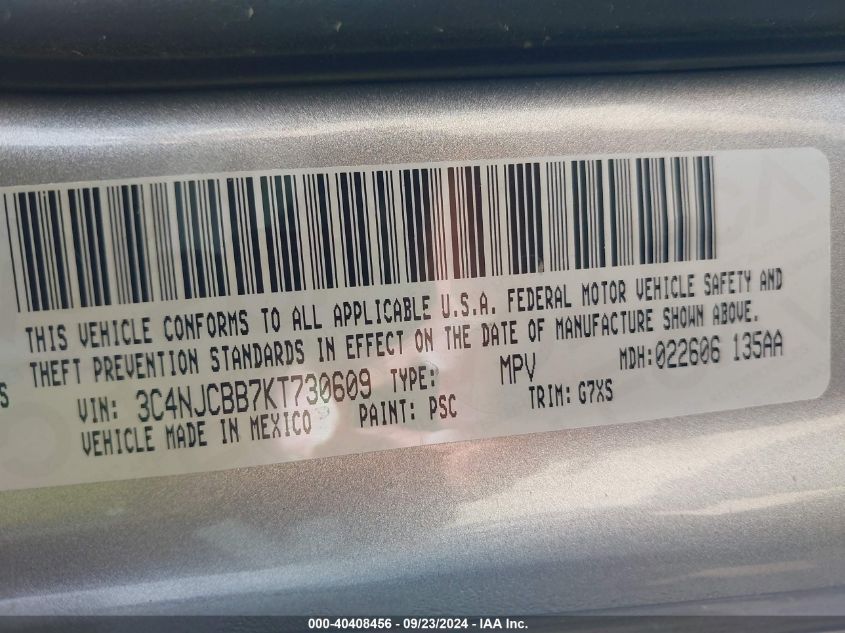 THIS VEHICLE CONFORMS TO ALL APPLICABLE U.S.A. FEDERAL MOTOR VEHICLE SAFETY AND
THEFT PREVENTION STANDARDS IN EFFECT ON THE DATE OF MANUFACTURE SHOWN ABOVE.
S
VIN: 3C4NJCBB7KT730609 TYPE: MPV MDH:022606 135AA
VEHICLE MADE IN MEXICO PAINT: PSC TRIM: G7XS
000-40408456 - 09/23/2024 - IAA Inc.